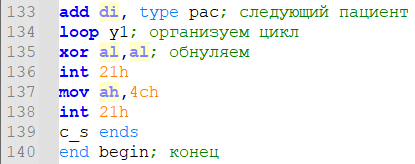 133 add di, type pac; следующий пациент
134 loop y1; организуем цикл
135 xor al,al; обнуляем
136 int 21h
137 mov ah,4ch
138 int 21h
139 c_s ends
140 end begin; конец